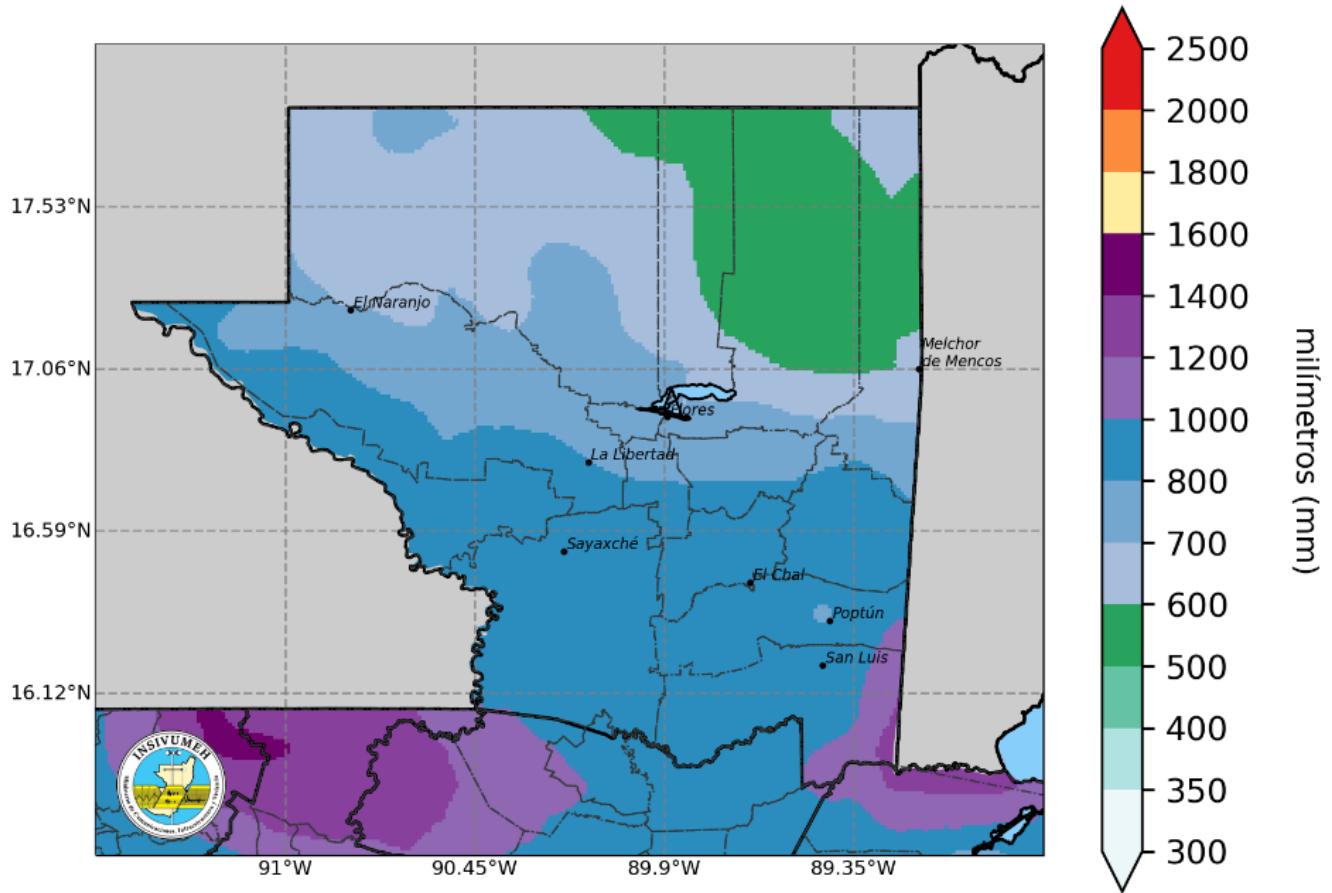 2500
2000
1800
1600
1400
1200
1000
800
700
600
500
400
350
300
milímetros (mm)
17.53°N
17.06°N
16.59°N
16.12°N
91°W
90.45°W
89.9°W
89.35°W
El Naranjo
Melchor
de Mencos
Flores
La Libertad
Sayaxché
El Chal
Poptún
San Luis
INSIVUMEH